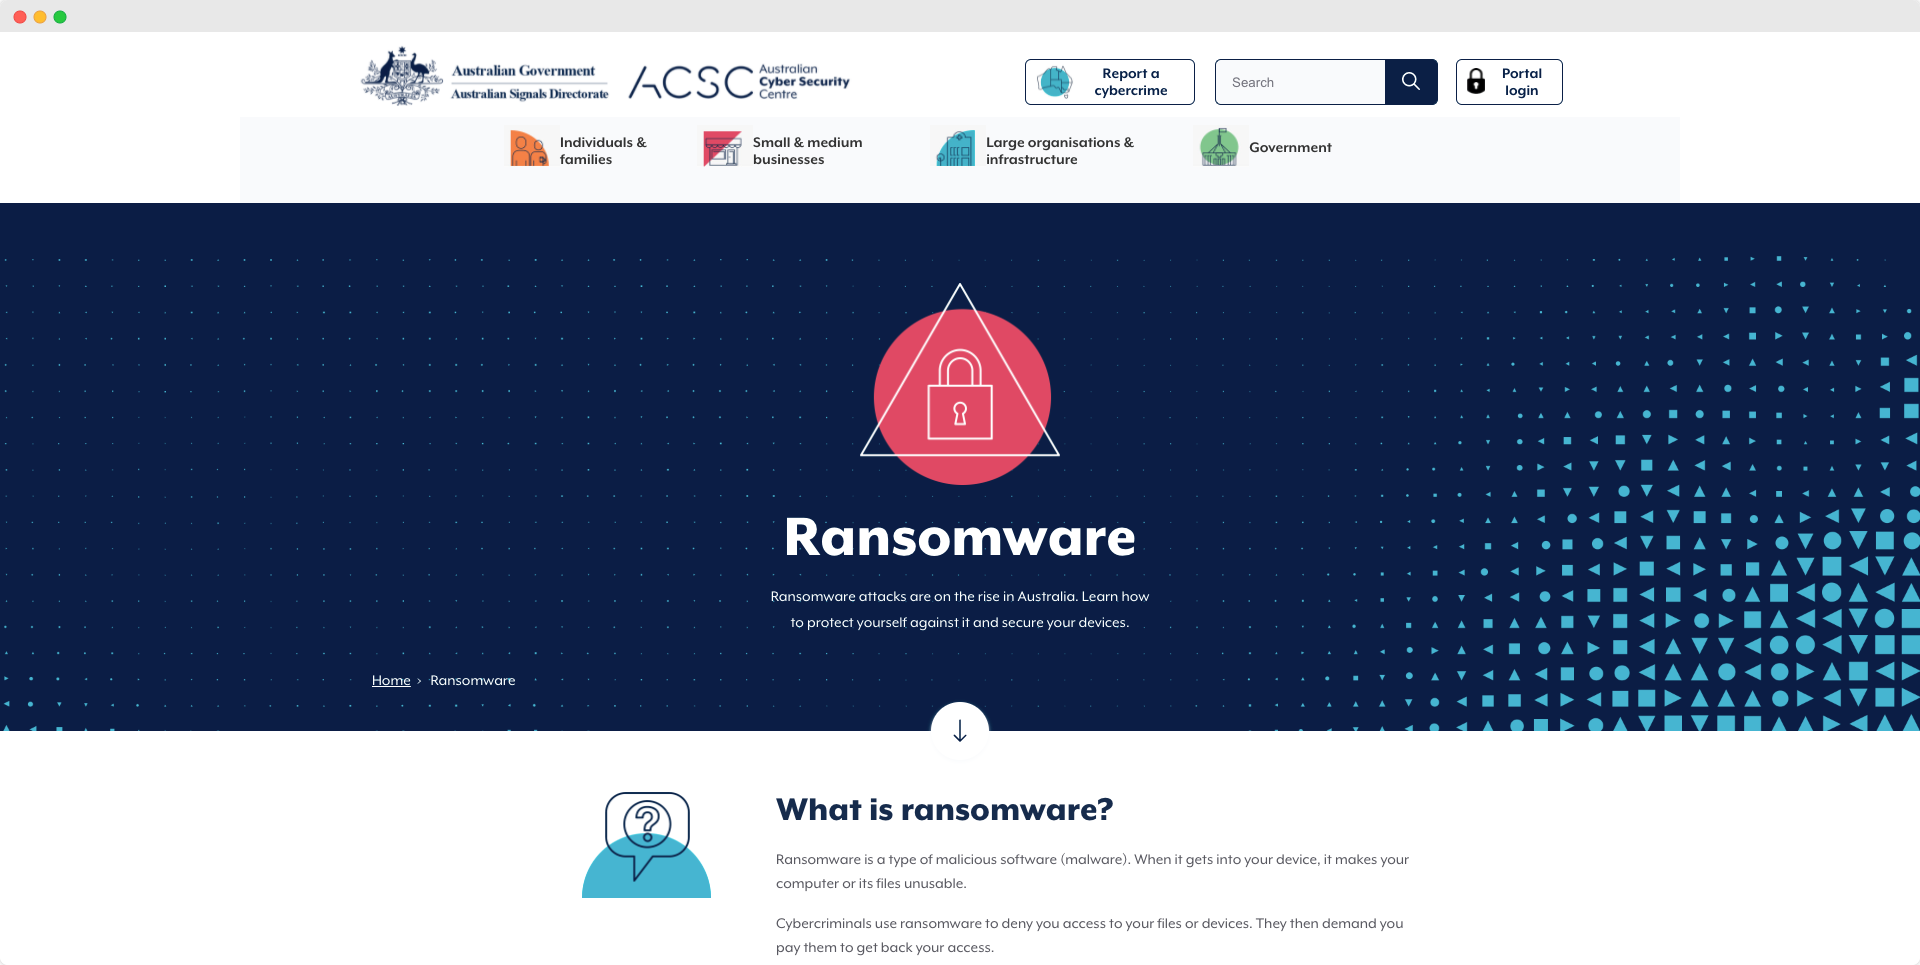 Australian Government
Australian Signals Directorate
ACSC
Australian
Cyber Security
Centre
Report a
cybercrime
Search
Portal
login
Individuals &
families
Small & medium
businesses
Large organisations &
infrastructure
Government
Ransomware
Ransomware attacks are on the rise in Australia. Learn how
to protect yourself against it and secure your devices.
Home › Ransomware
What is ransomware?
Ransomware is a type of malicious software (malware). When it gets into your device, it makes your
computer or its files unusable.
Cybercriminals use ransomware to deny you access to your files or devices. They then demand you
pay them to get back your access.